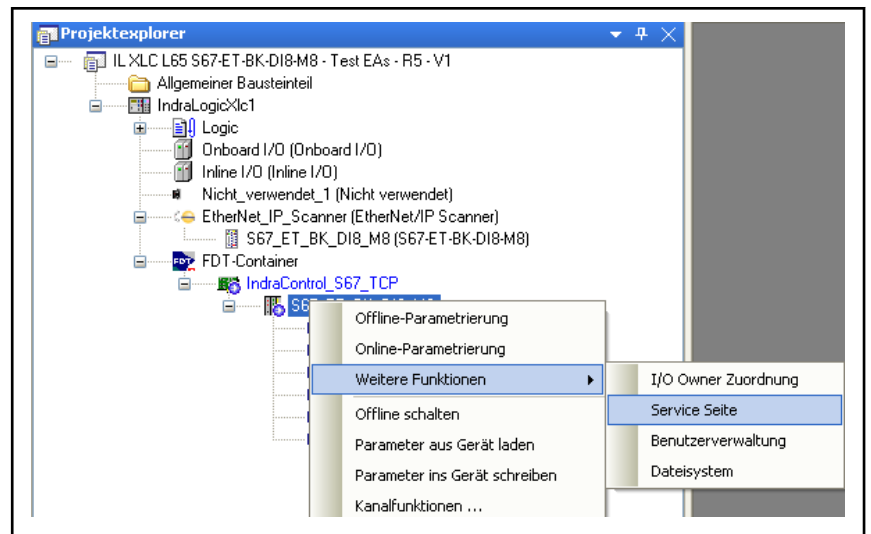 Projektexplorer
IL XLC L65 S67-ET-BK-DI8-M8 - Test EAs - R5 - V1
Allgemeiner Bausteinteil
IndraLogicXlc1
Logic
Onboard I/O (Onboard I/O)
Inline I/O (Inline I/O)
Nicht_verwendet_1 (Nicht verwendet)
EtherNet_IP_Scanner (EtherNet/IP Scanner)
S67_ET_BK_DI8_M8 (S67-ET-BK-DI8-M8)
FDT-Container
IndraControl_S67_TCP
Offline-Parametrierung
Online-Parametrierung
Weitere Funktionen
Offline schalten
Parameter aus Gerät laden
Parameter ins Gerät schreiben
Kanalfunktionen ...
I/O Owner Zuordnung
Service Seite
Benutzerverwaltung
Dateisystem